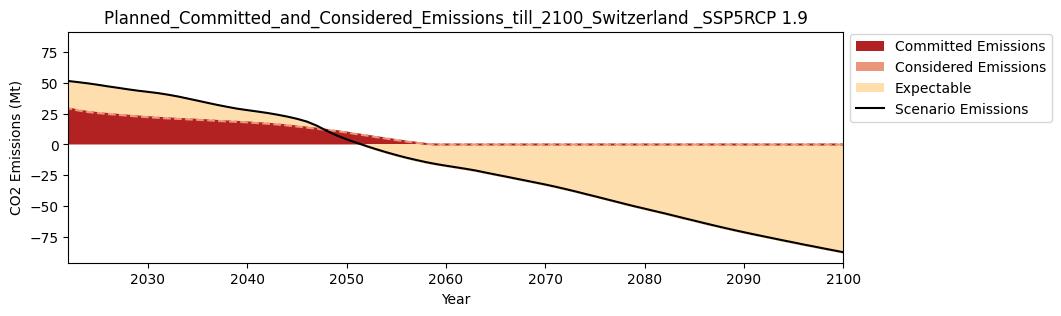 Planned_Committed_and_Considered_Emissions_till_2100_Switzerland _SSP5RCP 1.9
75
50
25
0
−25
−50
−75
CO2 Emissions (Mt)
2030 2040 2050 2060 2070 2080 2090 2100
Year
Committed Emissions
Considered Emissions
Expectable
Scenario Emissions